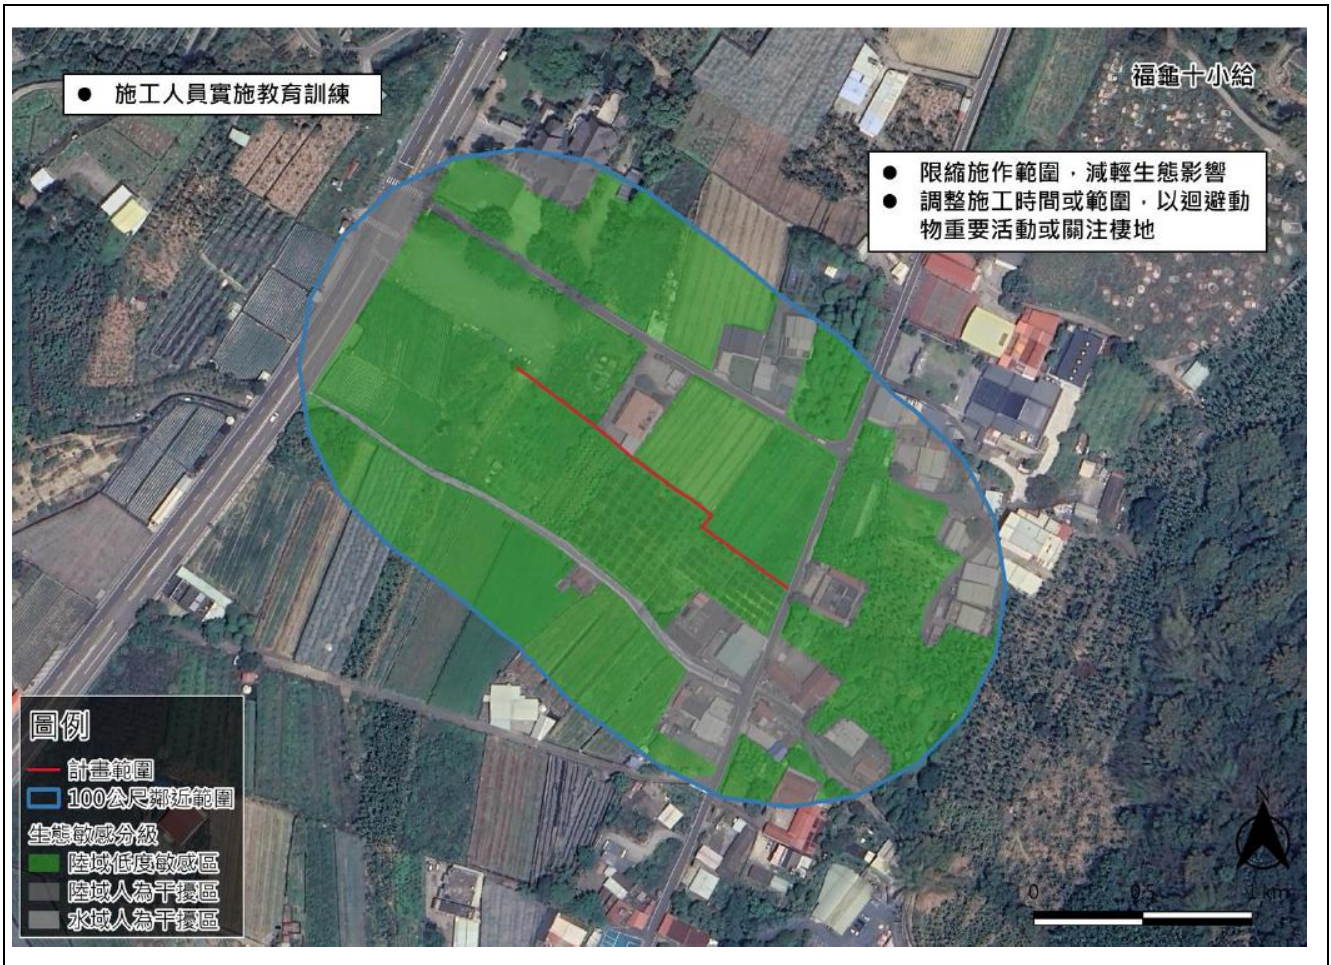 福龜十小給
● 施工人員實施教育訓練
● 限縮施作範圍，減輕生態影響
● 調整施工時間或範圍，以迴避動
物重要活動或關注棲地
圖例
計畫範圍
100公尺鄰近範圍
生態敏感分級
陸域低度敏感區
陸域人為干擾區
水域人為干擾區
0 0.5 1 km